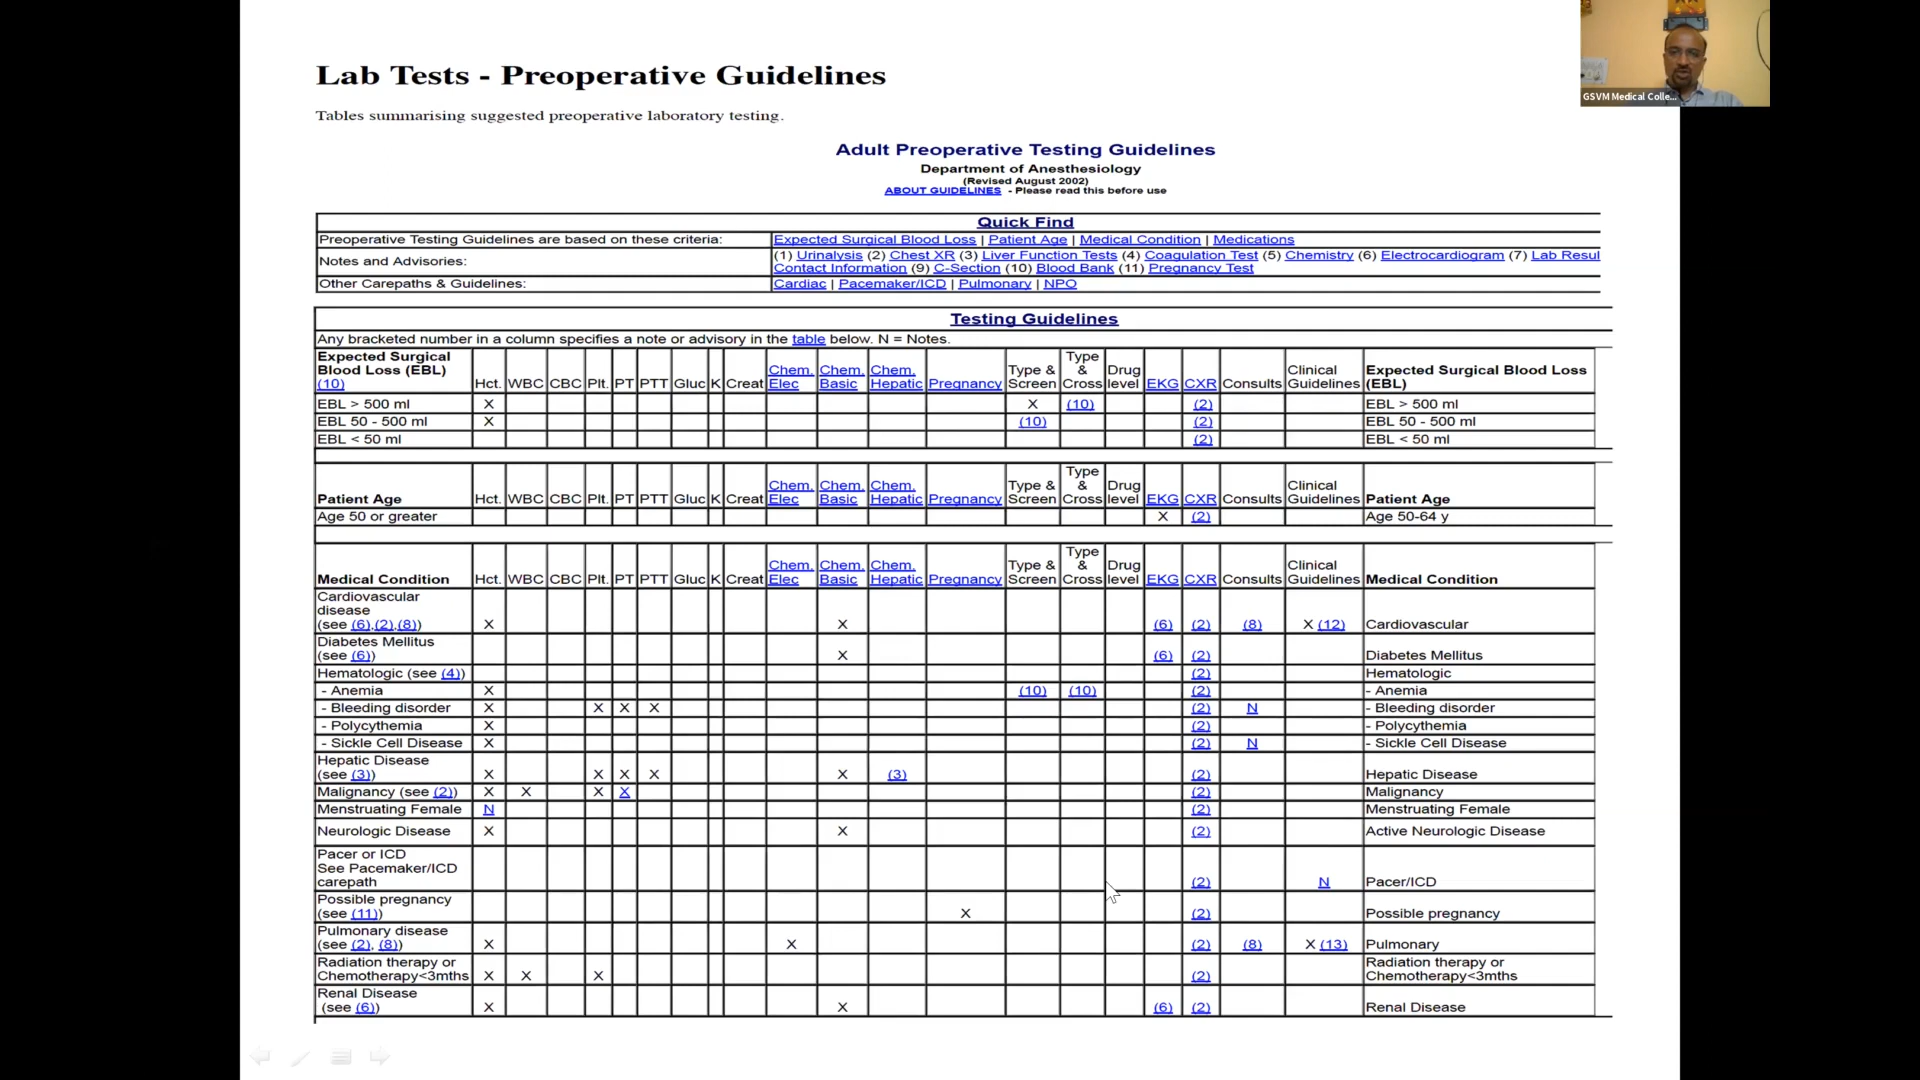 GSVM Medical Colle...
Lab Tests - Preoperative Guidelines
Tables summarising suggested preoperative laboratory testing.
Adult Preoperative Testing Guidelines
Department of Anesthesiology
(Revised August 2002)
ABOUT GUIDELINES - Please read this before use
Quick Find
Preoperative Testing Guidelines are based on these criteria: Expected Surgical Blood Loss | Patient Age | Medical Condition | Medications
Notes and Advisories: (1) Urinalysis (2) Chest XR (3) Liver Function Tests (4) Coagulation Test (5) Chemistry (6) Electrocardiogram (7) Lab Resul
Contact Information (9) C-Section (10) Blood Bank (11) Pregnancy Test
Other Carepaths & Guidelines: Cardiac | Pacemaker/ICD | Pulmonary | NPO
Testing Guidelines
Any bracketed number in a column specifies a note or advisory in the table below. N = Notes.
Expected Surgical Type
Blood Loss (EBL) Chem. Chem. Chem. Type & & Drug Clinical Expected Surgical Blood Loss
(10) Hct. WBC CBC Plt. PT PTT Gluc K Creat Elec Basic Hepatic Pregnancy Screen Cross level EKG CXR Consults Guidelines (EBL)
EBL > 500 ml X X (10) (2) EBL > 500 ml
EBL 50 - 500 ml X (10) (2) EBL 50 - 500 ml
EBL < 50 ml (2) EBL < 50 ml
Type
Chem. Chem. Chem. Type & & Drug Clinical
Patient Age Hct. WBC CBC Plt. PT PTT Gluc K Creat Elec Basic Hepatic Pregnancy Screen Cross level EKG CXR Consults Guidelines Patient Age
Age 50 or greater X (2) Age 50-64 y
Type
Chem. Chem. Chem. Type & & Drug Clinical
Medical Condition Hct. WBC CBC Plt. PT PTT Gluc K Creat Elec Basic Hepatic Pregnancy Screen Cross level EKG CXR Consults Guidelines Medical Condition
Cardiovascular
disease
(see (6),(2),(8)) X X (6) (2) (8) X (12) Cardiovascular
Diabetes Mellitus
(see (6)) X (6) (2) Diabetes Mellitus
Hematologic (see (4)) (2) Hematologic
- Anemia X (10) (10) (2) - Anemia
- Bleeding disorder X X X X (2) N - Bleeding disorder
- Polycythemia X (2) - Polycythemia
- Sickle Cell Disease X (2) N - Sickle Cell Disease
Hepatic Disease
(see (3)) X X X X X (3) (2) Hepatic Disease
Malignancy (see (2)) X X X X (2) Malignancy
Menstruating Female N (2) Menstruating Female
Neurologic Disease X X (2) Active Neurologic Disease
Pacer or ICD
See Pacemaker/ICD
carepath (2) N Pacer/ICD
Possible pregnancy
(see (11)) X (2) Possible pregnancy
Pulmonary disease
(see (2), (8)) X X (2) (8) X (13) Pulmonary
Radiation therapy or Radiation therapy or
Chemotherapy<3mths X X X (2) Chemotherapy<3mths
Renal Disease
(see (6)) X X (6) (2) Renal Disease